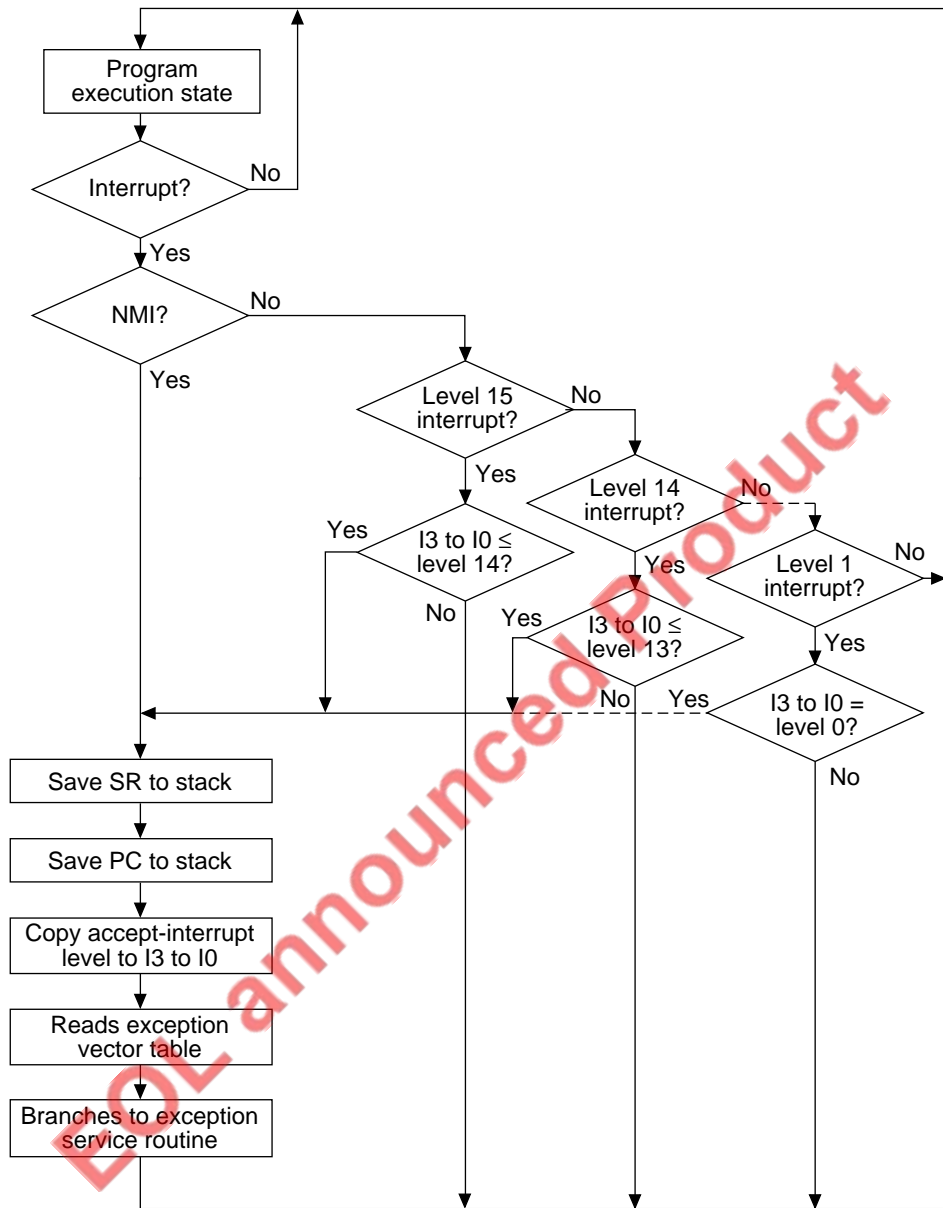 Program
execution state
No
Interrupt?
Yes
No
NMI?
Yes
Level 15
interrupt?
No
Yes
Level 14
interrupt?
No
Yes
I3 to I0 ≤
level 14?
Yes
Level 1
interrupt?
No
No
Yes
I3 to I0 ≤
level 13?
Yes
No
Yes
I3 to I0 =
level 0?
No
Save SR to stack
Save PC to stack
Copy accept-interrupt
level to I3 to I0
Reads exception
vector table
Branches to exception
service routine
EOL announced Product